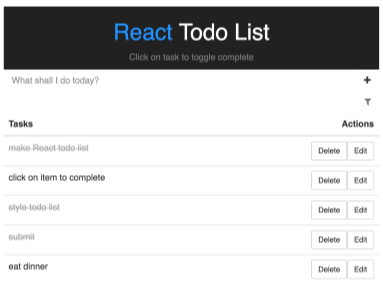 React Todo List
Click on task to toggle complete
What shall I do today?
Tasks Actions
make React todo list Delete Edit
click on item to complete Delete Edit
style todo list Delete Edit
submit Delete Edit
eat dinner Delete Edit